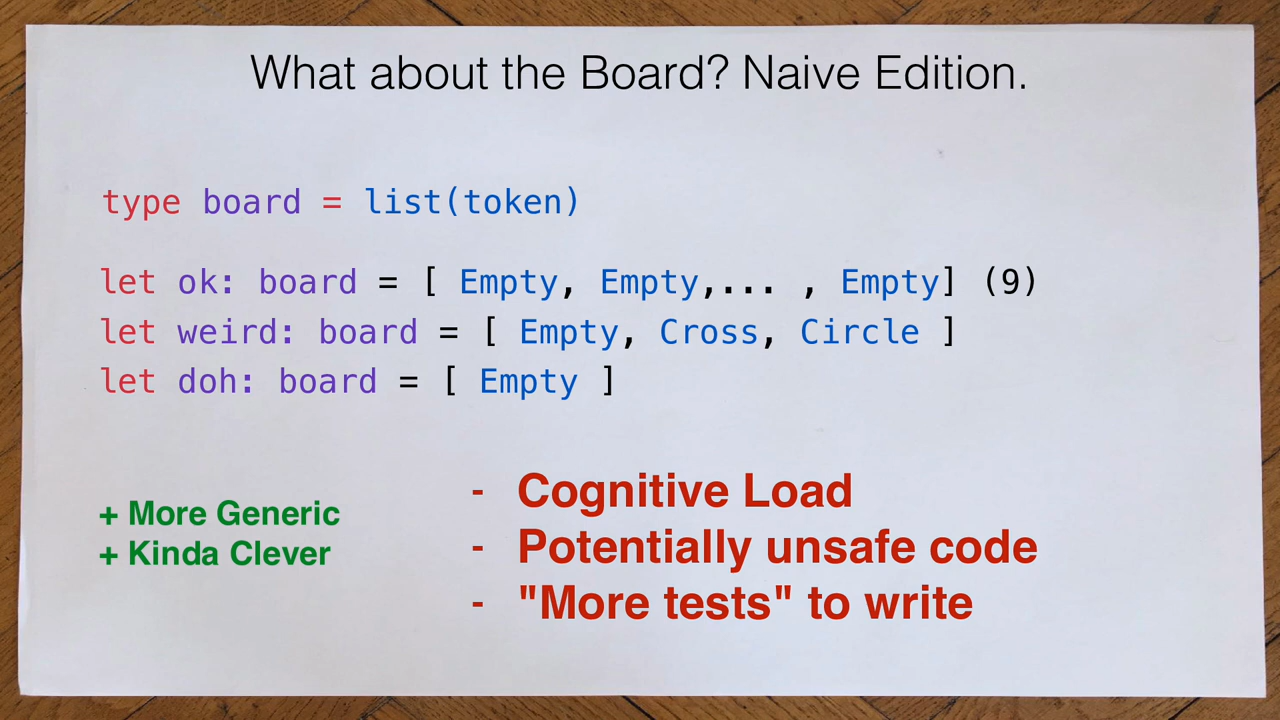 What about the Board? Naive Edition.
type board = list(token)
let ok: board = [ Empty, Empty,... , Empty] (9)
let weird: board = [ Empty, Cross, Circle ]
let doh: board = [ Empty ]
+ More Generic
+ Kinda Clever
- Cognitive Load
- Potentially unsafe code
- "More tests" to write